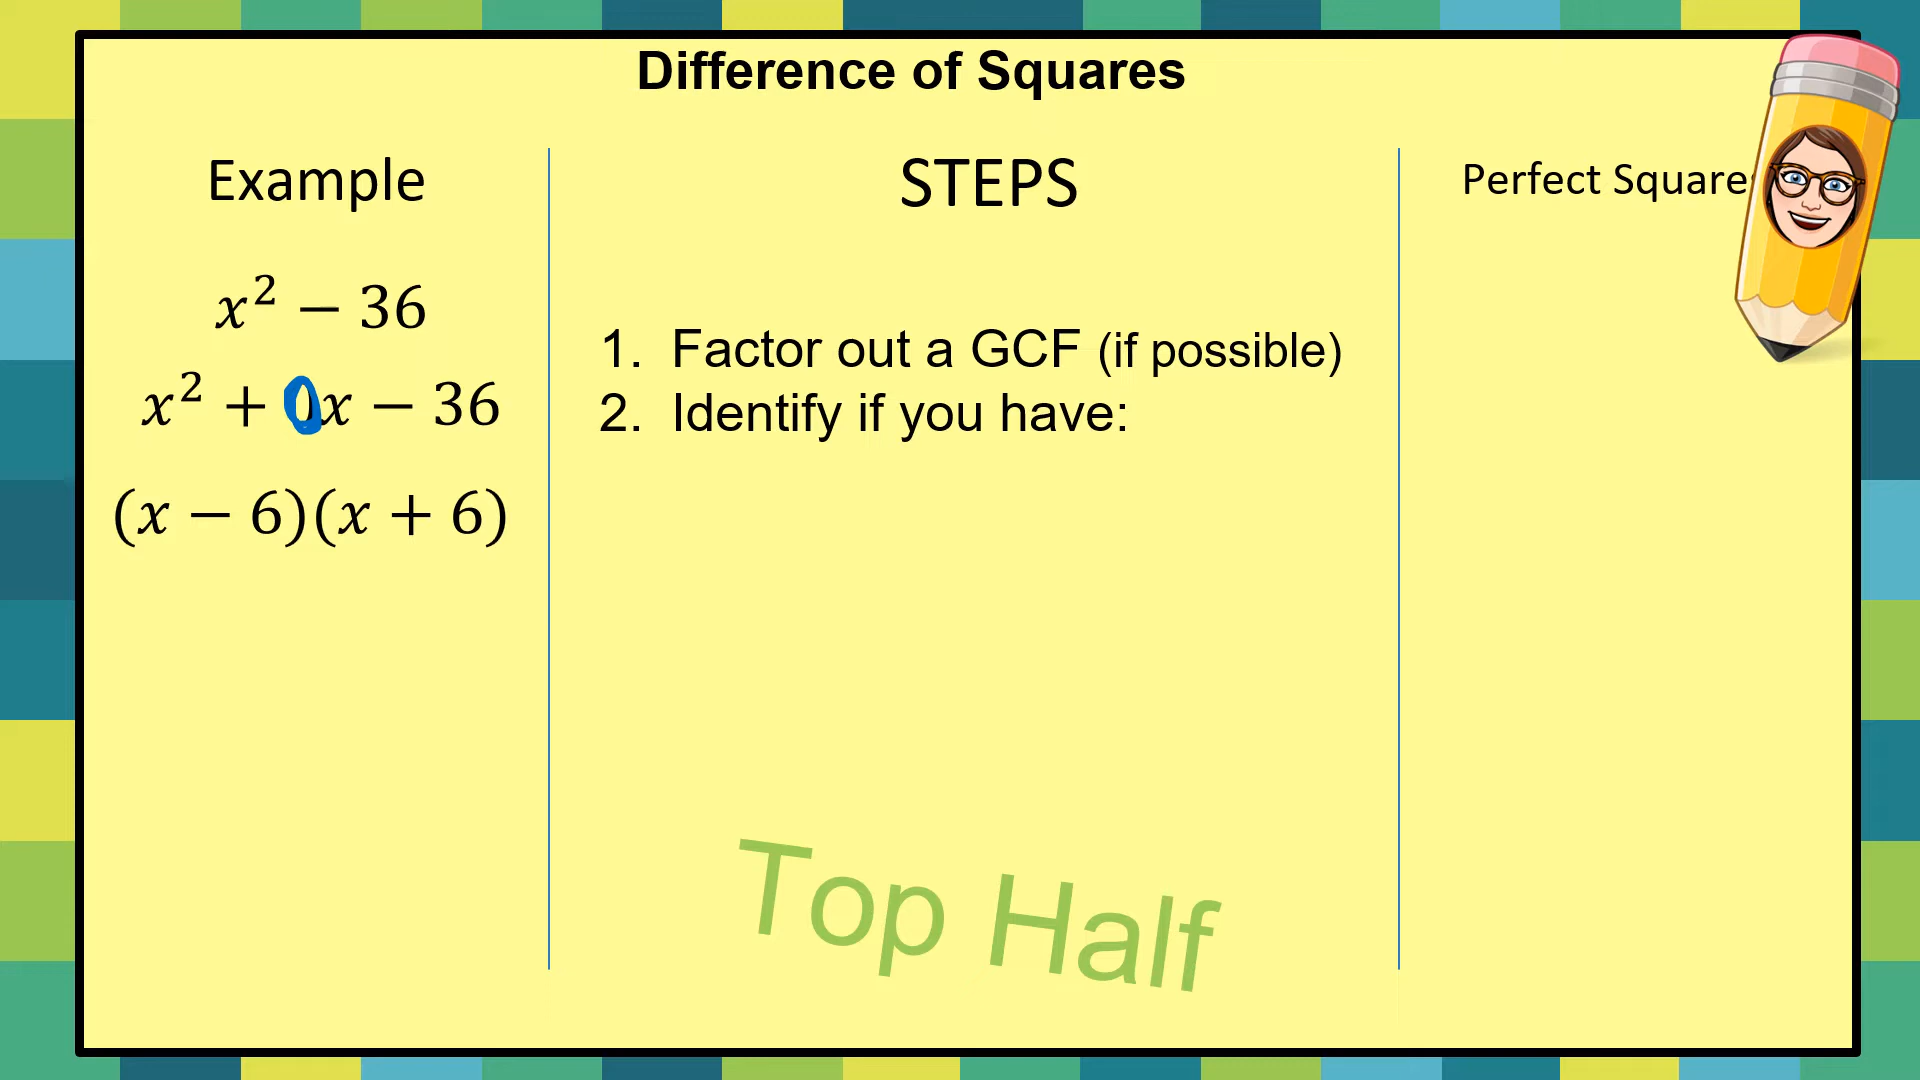 Difference of Squares
Example
x² − 36
x² + 0x − 36
(x − 6)(x + 6)
STEPS
1. Factor out a GCF (if possible)
2. Identify if you have:
Top Half
Perfect Squares